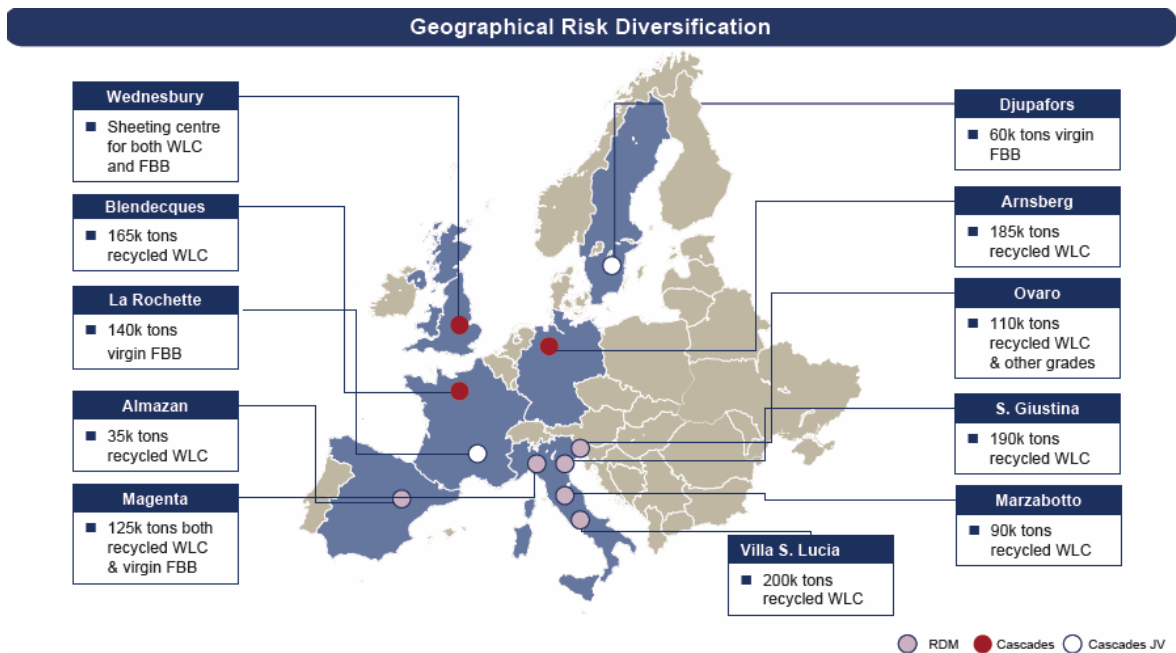 Geographical Risk Diversification
Wednesbury
■ Sheeting centre
for both WLC
and FBB
Blendecques
■ 165k tons
recycled WLC
La Rochette
■ 140k tons
virgin FBB
Almazan
■ 35k tons
recycled WLC
Magenta
■ 125k tons both
recycled WLC
& virgin FBB
Djupafors
■ 60k tons virgin
FBB
Arnsberg
■ 185k tons
recycled WLC
Ovaro
■ 110k tons
recycled WLC
& other grades
S. Giustina
■ 190k tons
recycled WLC
Marzabotto
■ 90k tons
recycled WLC
Villa S. Lucia
■ 200k tons
recycled WLC
RDM
Cascades
Cascades JV